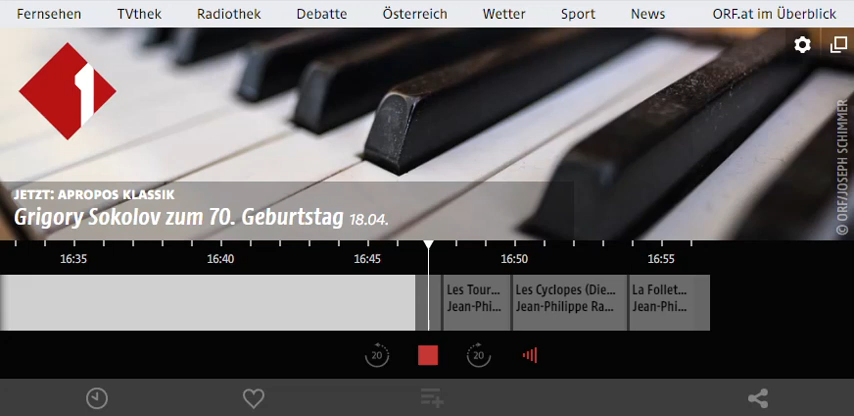 Fernsehen TVthek Radiothek Debatte Österreich Wetter Sport News ORF.at im Überblick
1
© ORF/JOSEPH SCHIMMER
JETZT: APROPOS KLASSIK
Grigory Sokolov zum 70. Geburtstag 18.04.
16:35 16:40 16:45 16:50 16:55
Les Tour... Les Cyclopes (Die... La Follet...
Jean-Phi... Jean-Philippe Ra... Jean-Phi...
20 20